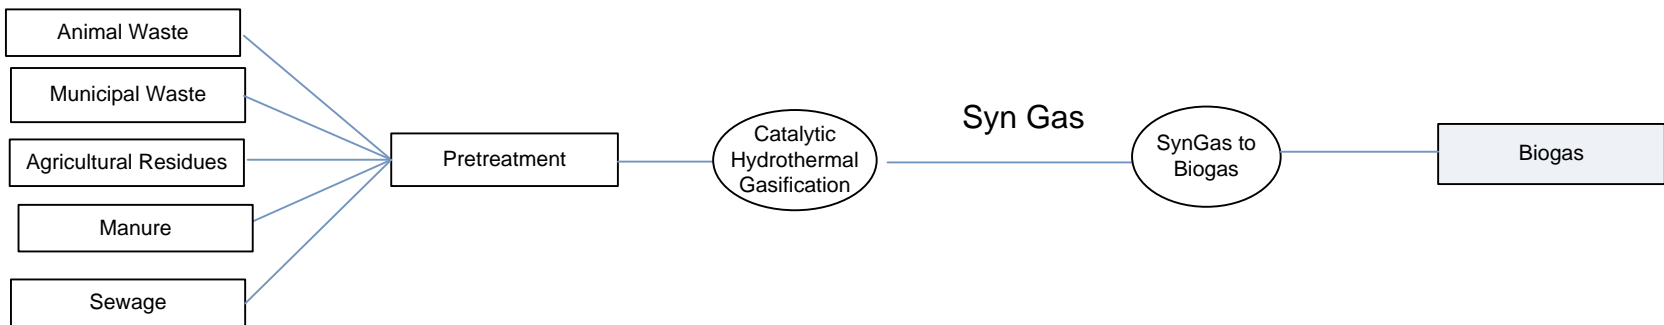 Animal Waste
Municipal Waste
Agricultural Residues
Manure
Sewage
Pretreatment
Catalytic
Hydrothermal
Gasification
Syn Gas
SynGas to
Biogas
Biogas